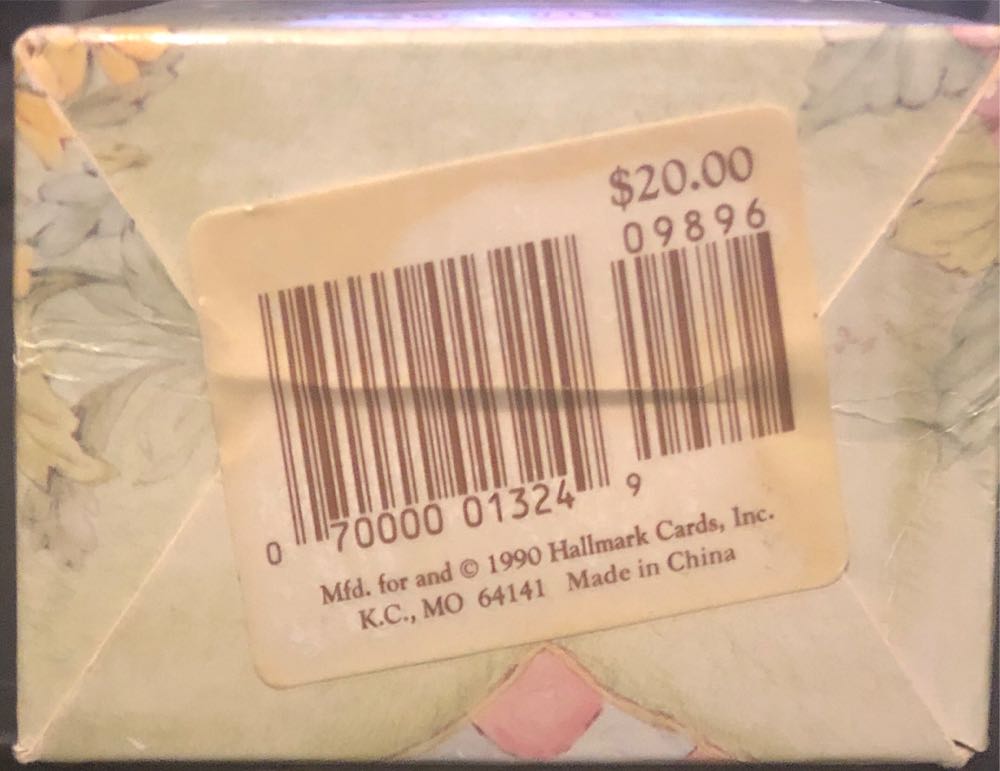 $20.00
09896
0 70000 01324 9
Mfd. for and © 1990 Hallmark Cards, Inc.
K.C., MO 64141 Made in China